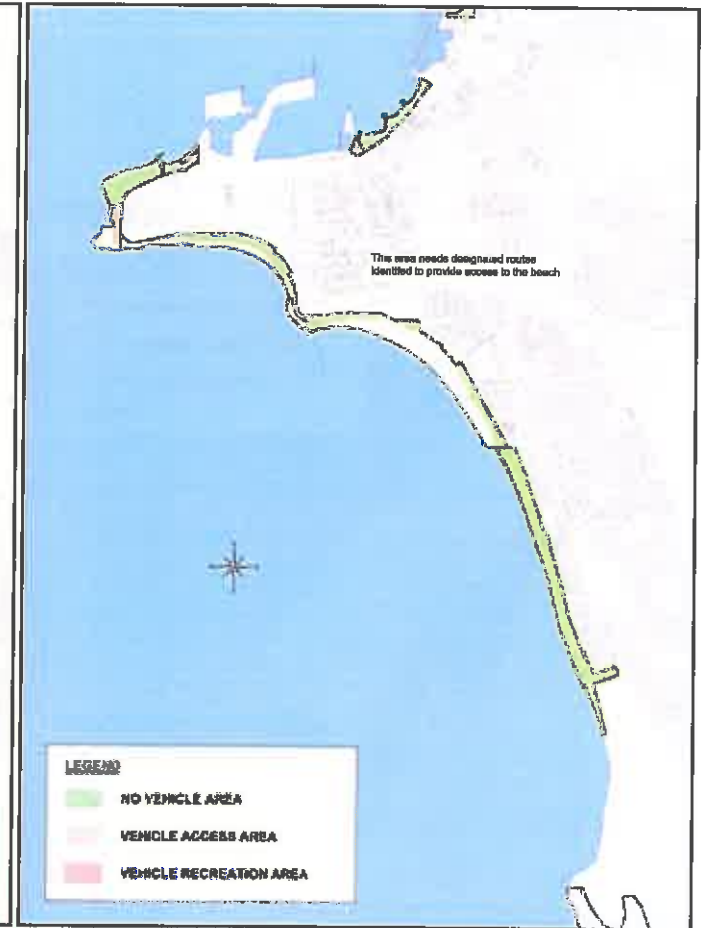 This area needs designated routes
identified to provide access to the beach
LEGEND
NO VEHICLE AREA
VEHICLE ACCESS AREA
VEHICLE RECREATION AREA